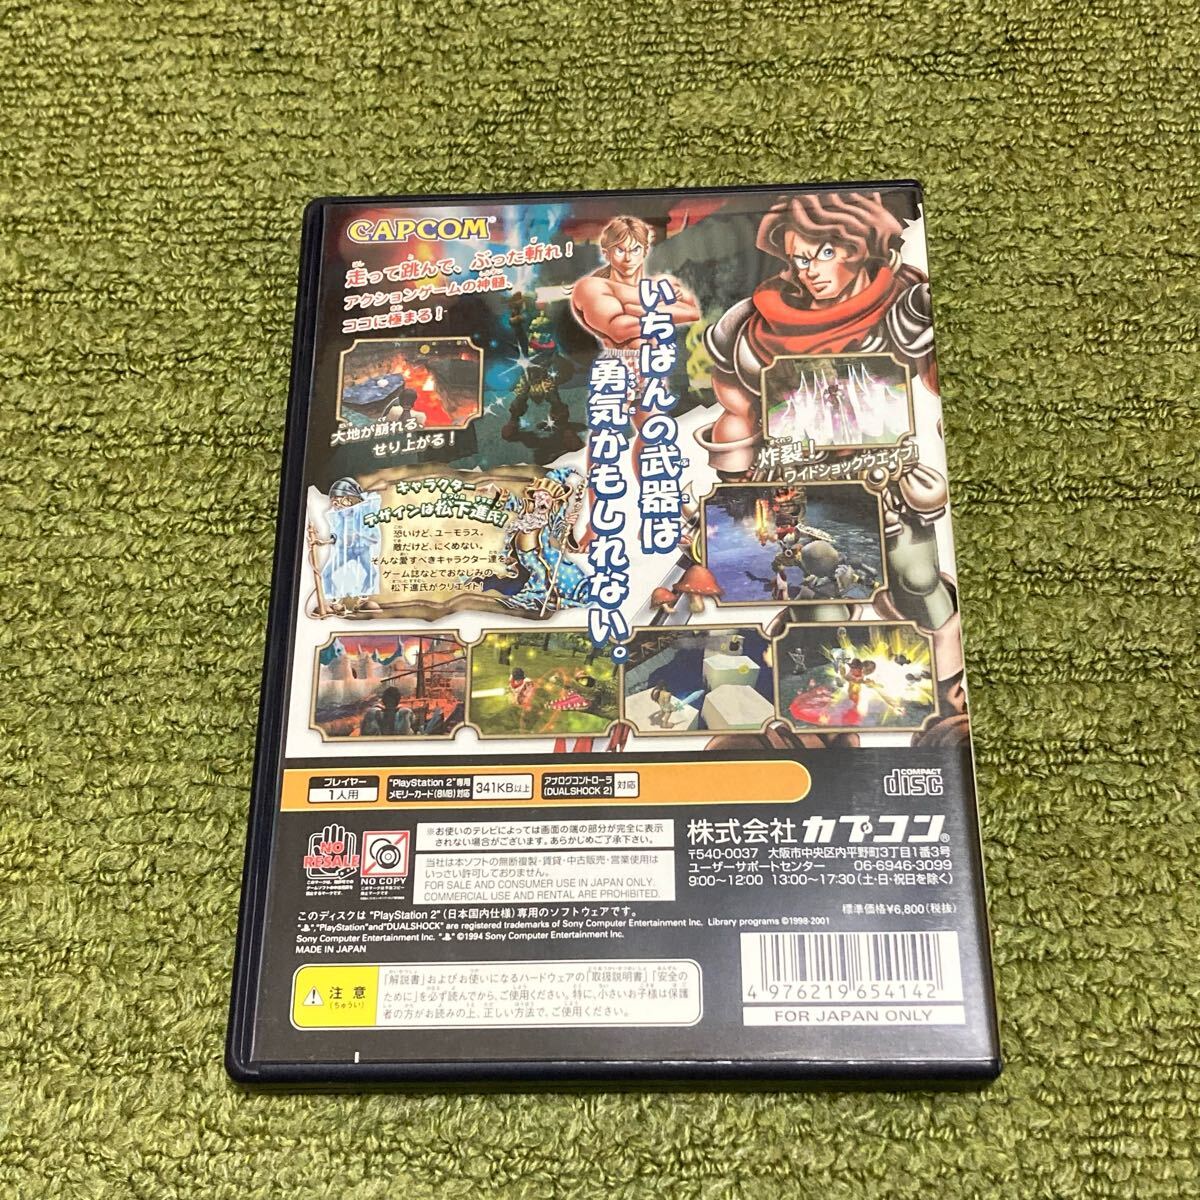 CAPCOM®
走って跳んで、ぶった斬れ！
アクションゲームの神髄、
ココに極まる！
いちばんの武器は
勇気かもしれない。
大地が崩れる、
せり上がる！
炸裂！
ワイドショックウエイブ！
キャラクター
デザインは松下進氏！
恐いけど、ユーモラス。
敵だけど、にくめない。
そんな愛すべきキャラクター達を
ゲーム誌などでおなじみの
松下進氏がクリエイト！
プレイヤー
1人用
"PlayStation 2"専用
メモリーカード(8MB)対応
341KB以上
アナログコントローラ
(DUALSHOCK 2)
対応
COMPACT
disc
NO
RESALE
NO COPY
※お使いのテレビによっては画面の端の部分が完全に表示
されない場合がございます。あらかじめご了承下さい。
当社は本ソフトの無断複製・賃貸・中古販売・営業使用は
いっさい許可しておりません。
FOR SALE AND CONSUMER USE IN JAPAN ONLY.
COMMERCIAL USE AND RENTAL ARE PROHIBITED.
株式会社 カプコン®
〒540-0037 大阪市中央区内平野町3丁目1番3号
ユーザーサポートセンター 06-6946-3099
9:00〜12:00 13:00〜17:30(土・日・祝日を除く)
標準価格¥6,800(税抜)
このディスクは "PlayStation 2"(日本国内仕様)専用のソフトウェアです。
"","PlayStation"and"DUALSHOCK" are registered trademarks of Sony Computer Entertainment Inc. Library programs ©1998-2001
Sony Computer Entertainment Inc. "" ©1994 Sony Computer Entertainment Inc.
MADE IN JAPAN
注意
(ちゅうい)
「解説書」およびお使いになるハードウェアの「取扱説明書」「安全の
ために」を必ず読んでから、ご使用ください。特に、小さいお子様は保護
者の方がお読みの上、正しい方法で、ご使用ください。
4 976219 654142
FOR JAPAN ONLY